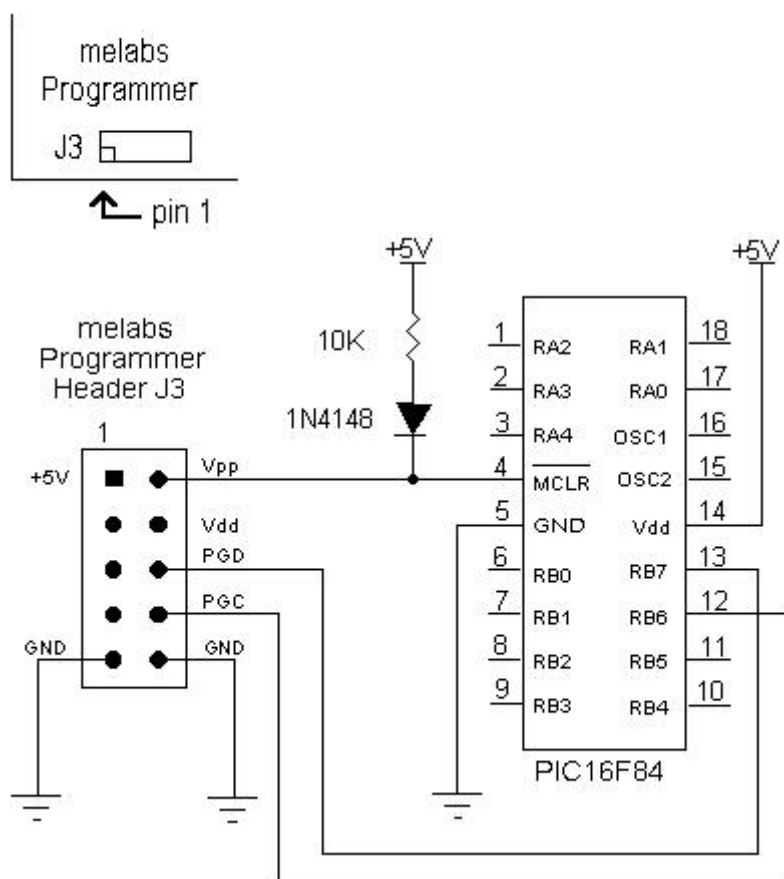 melabs
Programmer
J3
pin 1
+5V
+5V
10K
1N4148
melabs
Programmer
Header J3
1
+5V
Vpp
Vdd
PGD
PGC
GND
GND
1 RA2 RA1 18
2 RA3 RA0 17
3 RA4 OSC1 16
4 MCLR OSC2 15
5 GND Vdd 14
6 RB0 RB7 13
7 RB1 RB6 12
8 RB2 RB5 11
9 RB3 RB4 10
PIC16F84